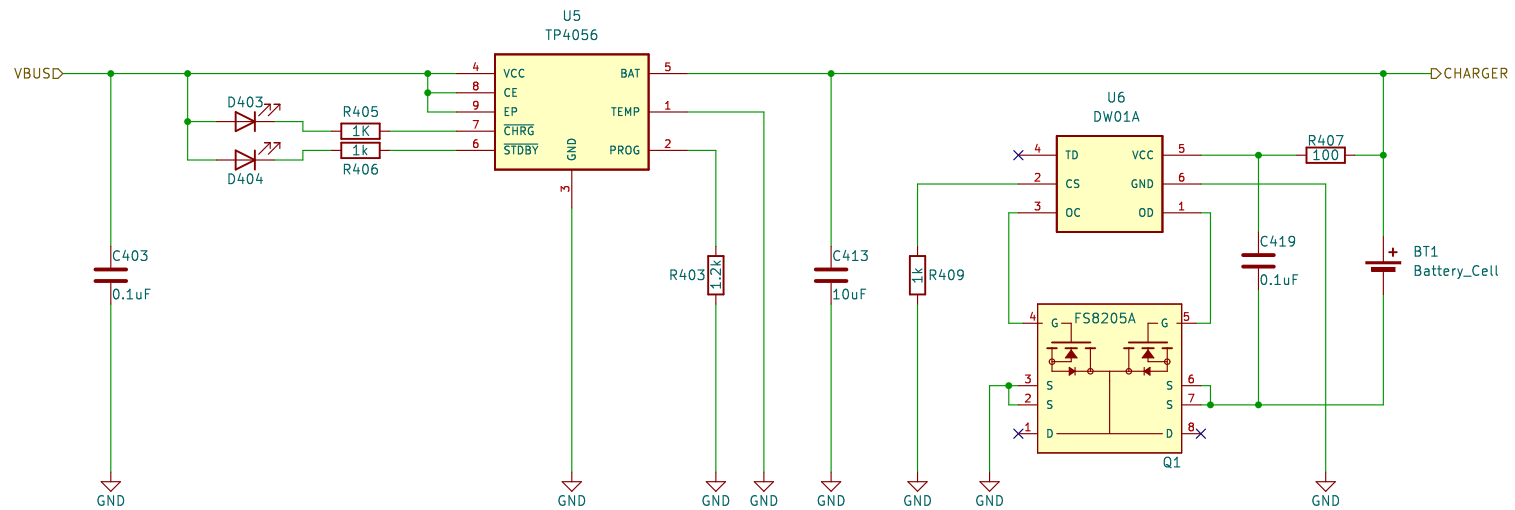 U5
TP4056
VBUS
CHARGER
4 VCC BAT 5
8 CE
9 EP TEMP 1
7 CHRG
6 STDBY PROG 2
GND
3
D403
R405
1K
1k
R406
D404
U6
DW01A
4 TD VCC 5
2 CS GND 6
3 OC OD 1
R407
100
C403
0.1uF
R403
1.2k
C413
10uF
1k
R409
C419
0.1uF
+
BT1
Battery_Cell
FS8205A
4 G G 5
3 S S 6
2 S S 7
1 D D 8
Q1
GND
GND
GND
GND
GND
GND
GND
GND